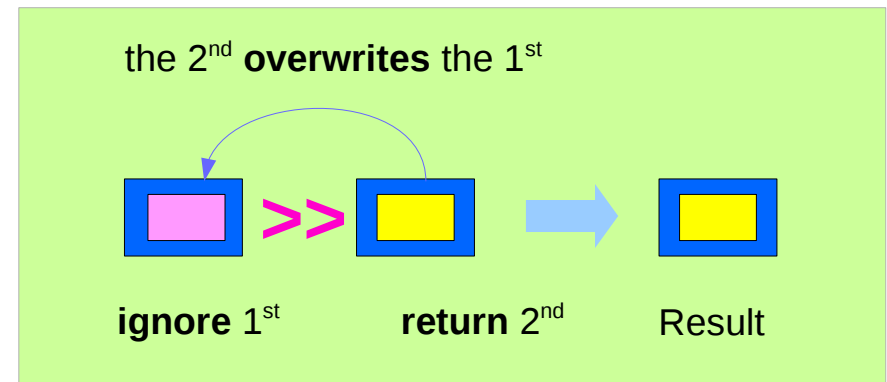 the 2nd overwrites the 1st
>>
ignore 1st return 2nd Result